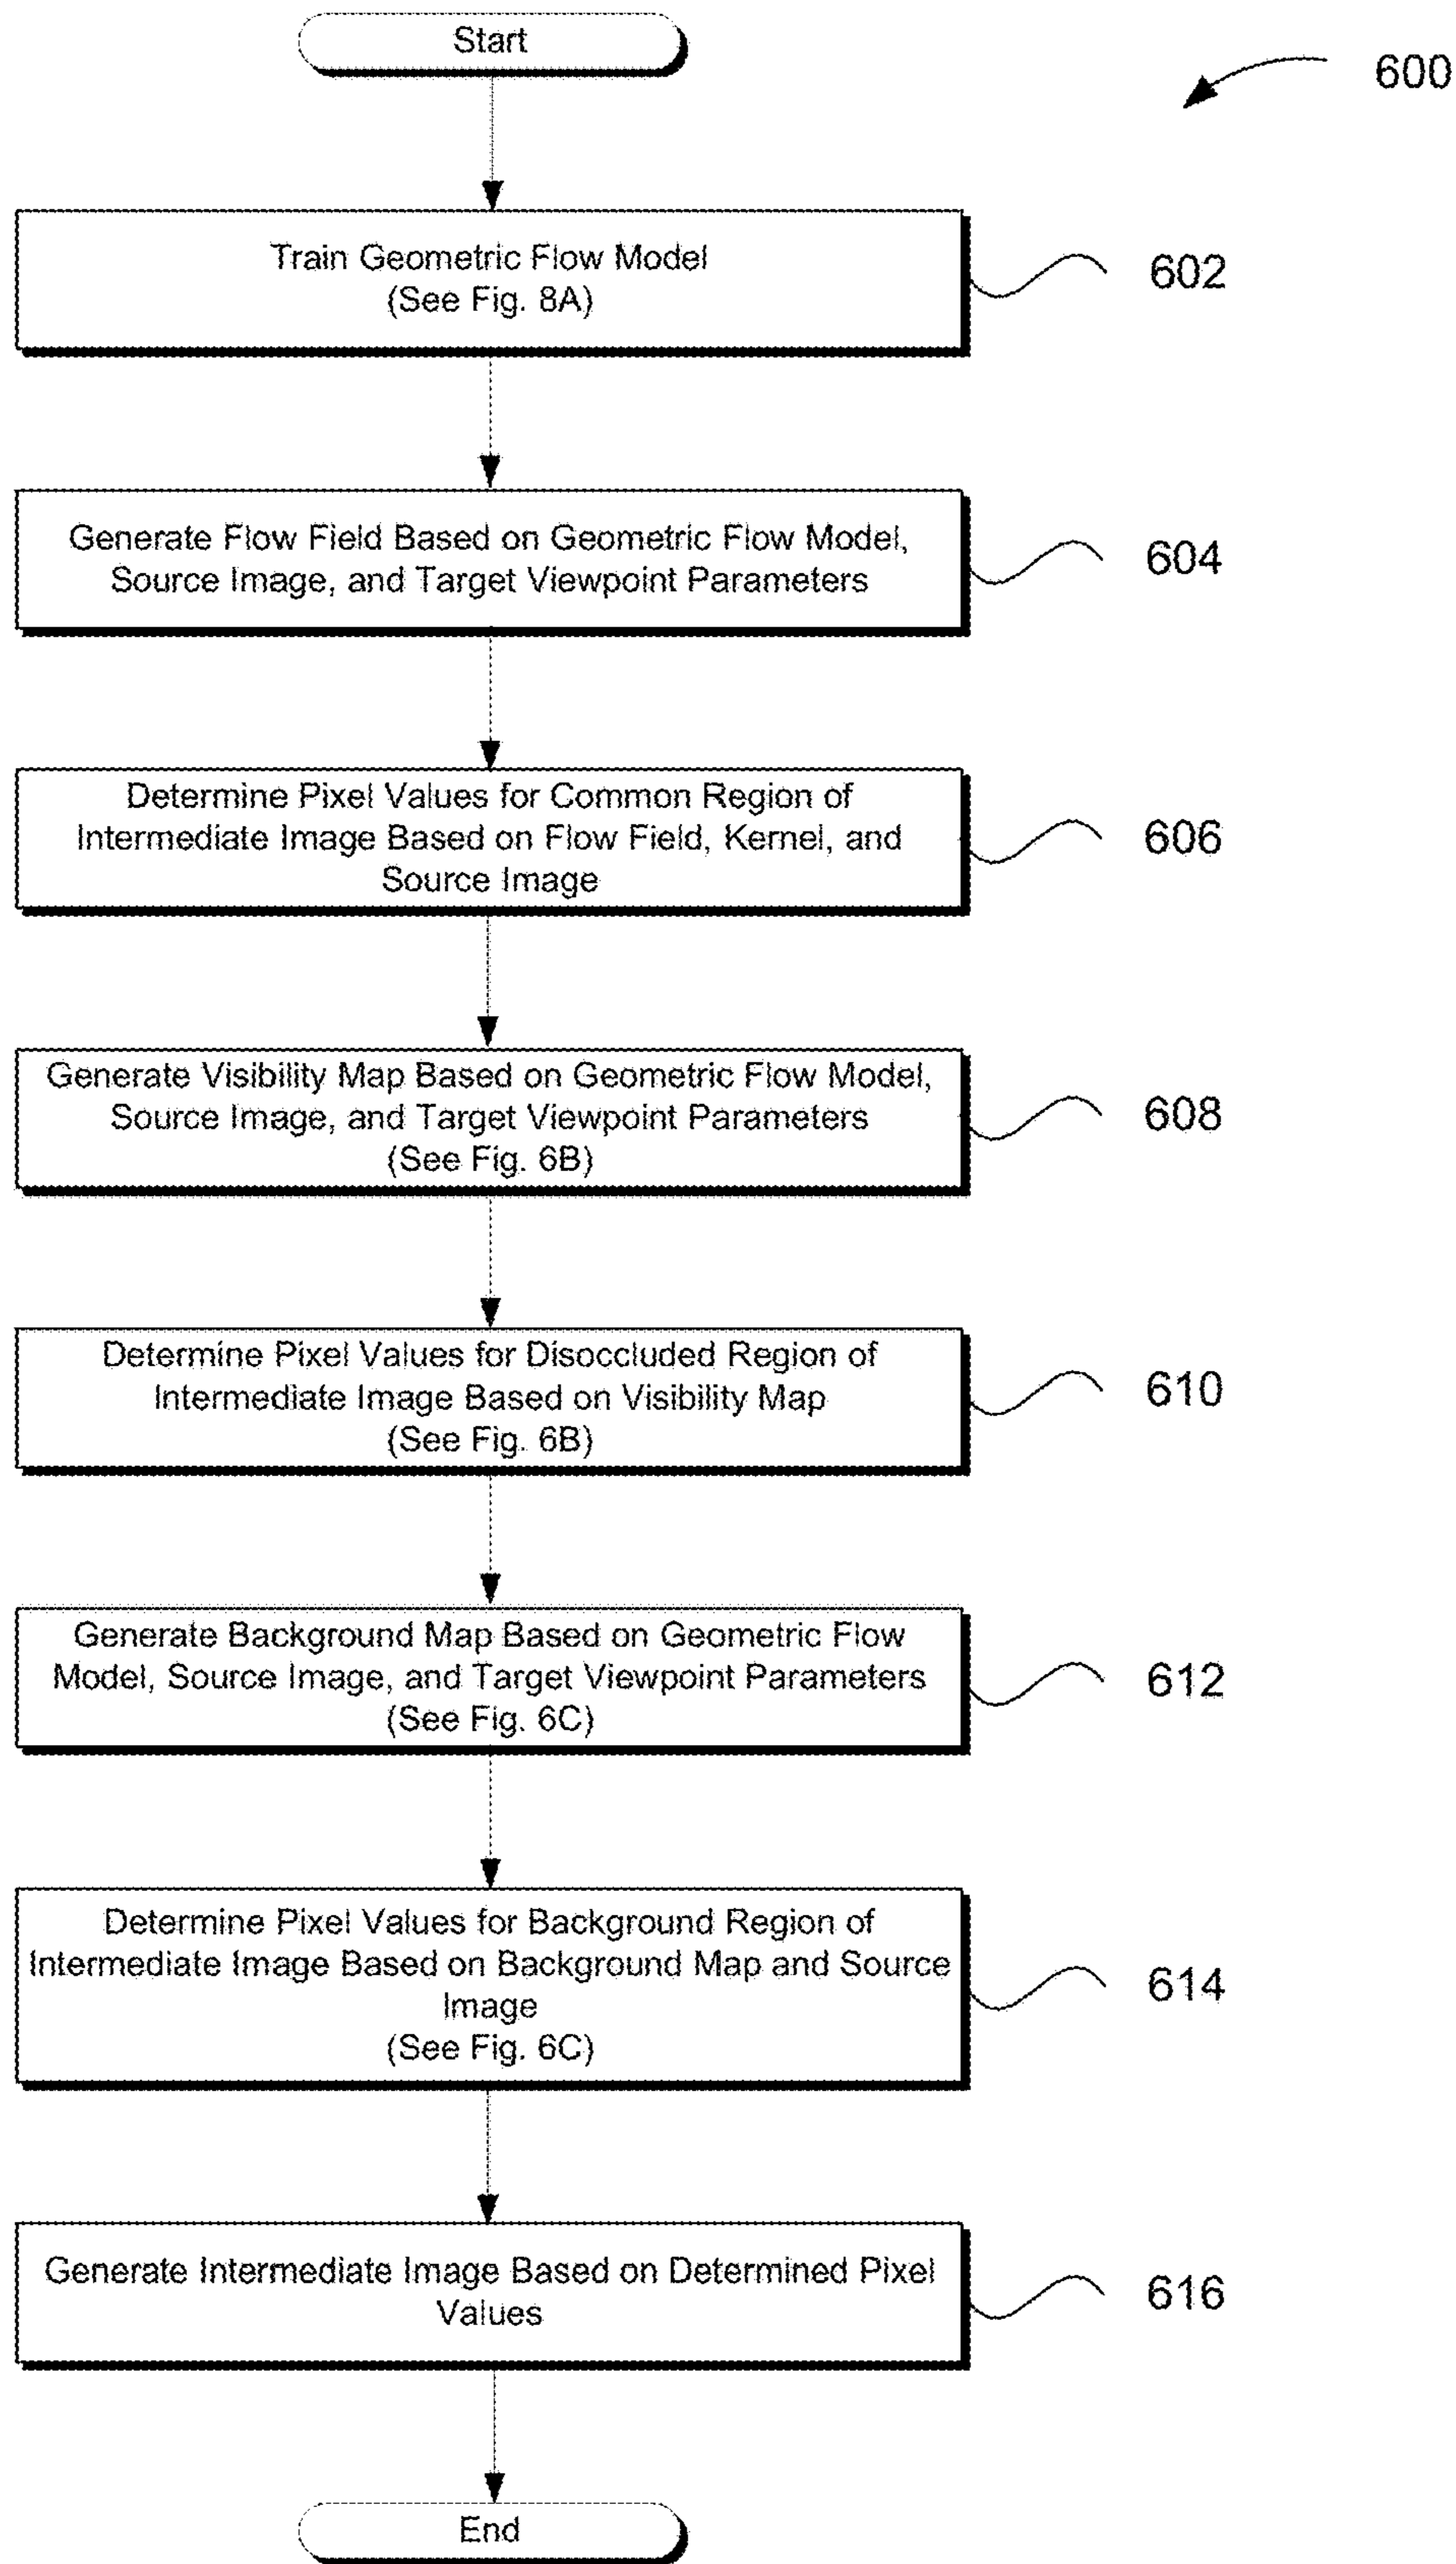 Start
600
Train Geometric Flow Model
(See Fig. 8A)
602
Generate Flow Field Based on Geometric Flow Model,
Source Image, and Target Viewpoint Parameters
604
Determine Pixel Values for Common Region of
Intermediate Image Based on Flow Field, Kernel, and
Source Image
606
Generate Visibility Map Based on Geometric Flow Model,
Source Image, and Target Viewpoint Parameters
(See Fig. 6B)
608
Determine Pixel Values for Disoccluded Region of
Intermediate Image Based on Visibility Map
(See Fig. 6B)
610
Generate Background Map Based on Geometric Flow
Model, Source Image, and Target Viewpoint Parameters
(See Fig. 6C)
612
Determine Pixel Values for Background Region of
Intermediate Image Based on Background Map and Source
Image
(See Fig. 6C)
614
Generate Intermediate Image Based on Determined Pixel
Values
616
End